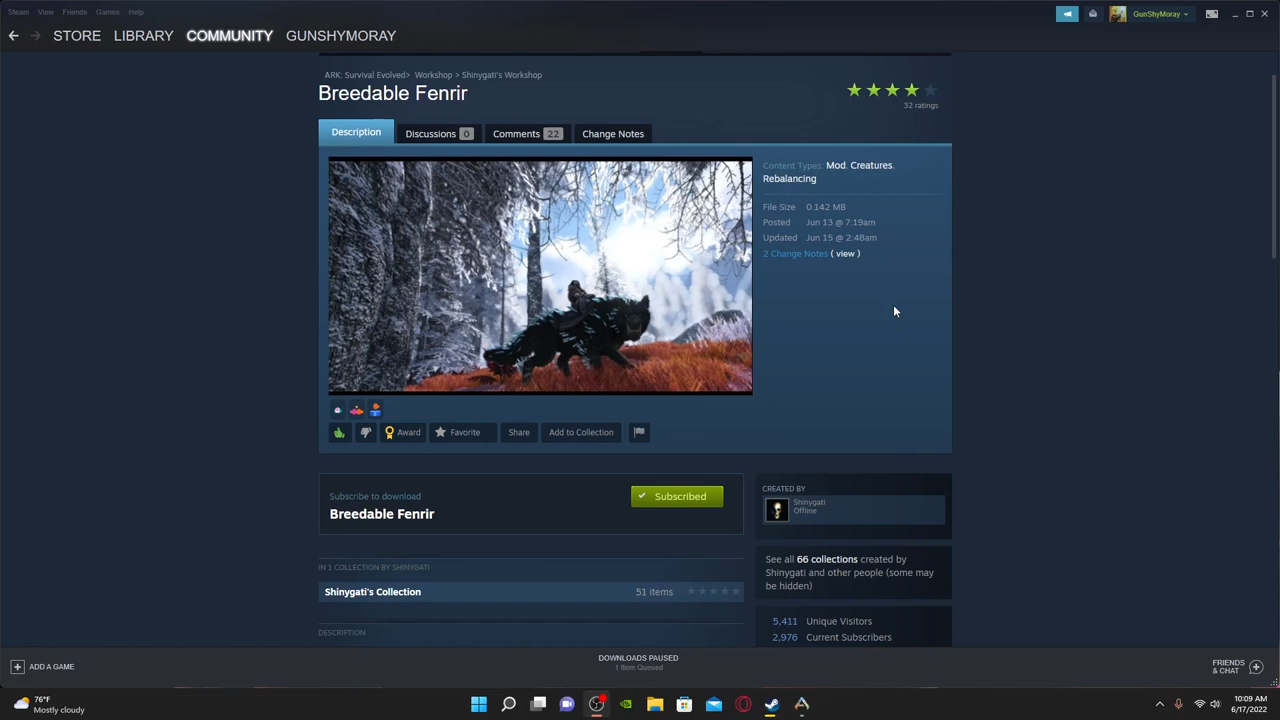 Steam View Friends Games Help
GunShyMoray
STORE LIBRARY COMMUNITY GUNSHYMORAY
ARK: Survival Evolved> Workshop > Shinygati's Workshop
Breedable Fenrir
32 ratings
Description Discussions 0 Comments 22 Change Notes
Content Types: Mod, Creatures,
Rebalancing
File Size 0.142 MB
Posted Jun 13 @ 7:19am
Updated Jun 15 @ 2:48am
2 Change Notes ( view )
Award Favorite Share Add to Collection
Subscribe to download
Breedable Fenrir
Subscribed
CREATED BY
Shinygati
Offline
IN 1 COLLECTION BY SHINYGATI
Shinygati's Collection 51 items
See all 66 collections created by
Shinygati and other people (some may
be hidden)
5,411 Unique Visitors
2,976 Current Subscribers
DESCRIPTION
ADD A GAME
DOWNLOADS PAUSED
1 Item Queued
FRIENDS
& CHAT
76°F
Mostly cloudy
10:09 AM
6/17/2022